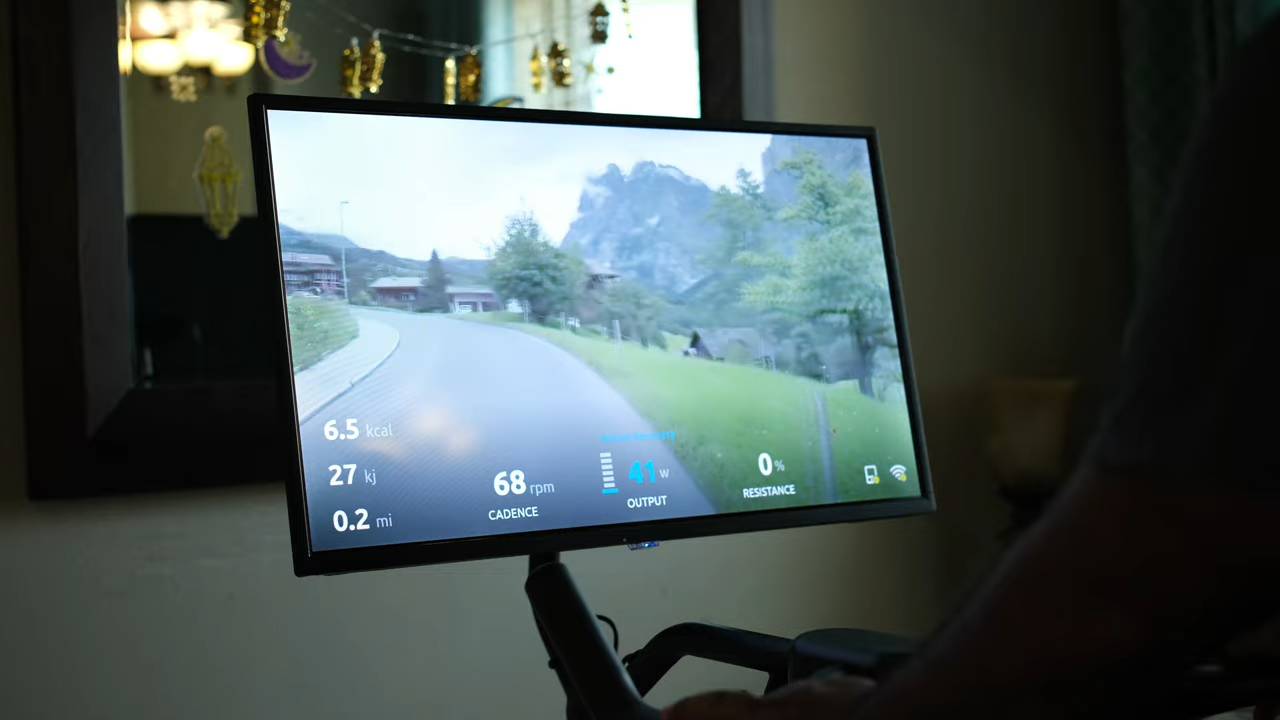 6.5 kcal
27 kj
0.2 mi
68 rpm
CADENCE
41 w
OUTPUT
0 %
RESISTANCE